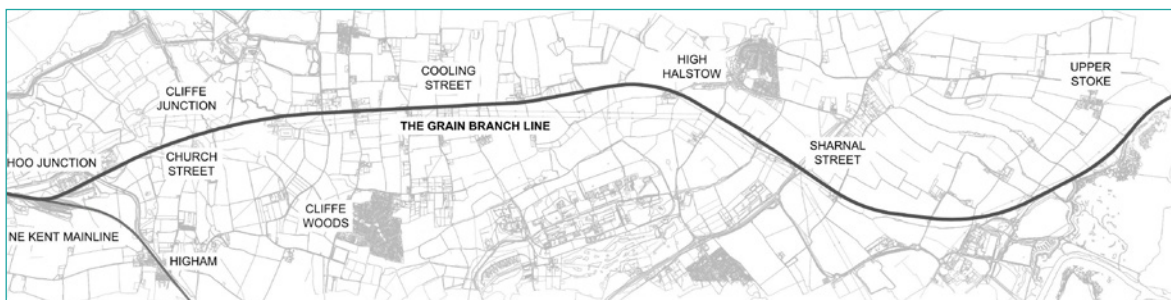 HIGH
HALSTOW
UPPER
STOKE
COOLING
STREET
CLIFFE
JUNCTION
THE GRAIN BRANCH LINE
SHARNAL
STREET
HOO JUNCTION
CHURCH
STREET
CLIFFE
WOODS
NE KENT MAINLINE
HIGHAM